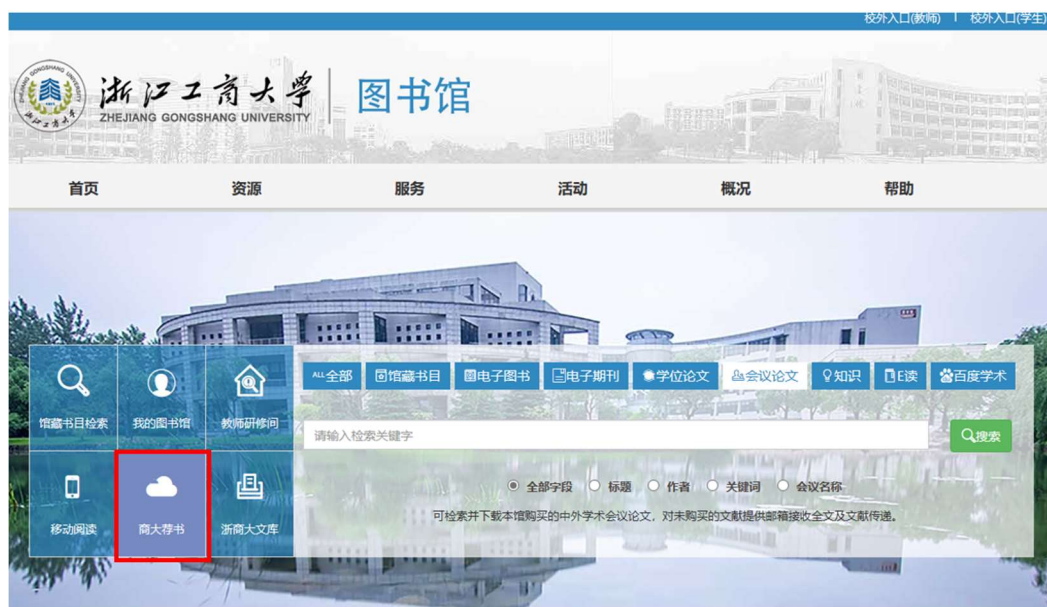 校外入口(教师) | 校外入口(学生)
浙江工商大学
ZHEJIANG GONGSHANG UNIVERSITY
图书馆
首页 资源 服务 活动 概况 帮助
ALL全部 馆藏书目 电子图书 电子期刊 学位论文 会议论文 知识 E读 百度学术
馆藏书目检索 我的图书馆 教师研修间
请输入检索关键字 搜索
全部字段 标题 作者 关键词 会议名称
可检索并下载本馆购买的中外学术会议论文，对未购买的文献提供邮箱接收全文及文献传递。
移动阅读 商大荐书 浙商大文库